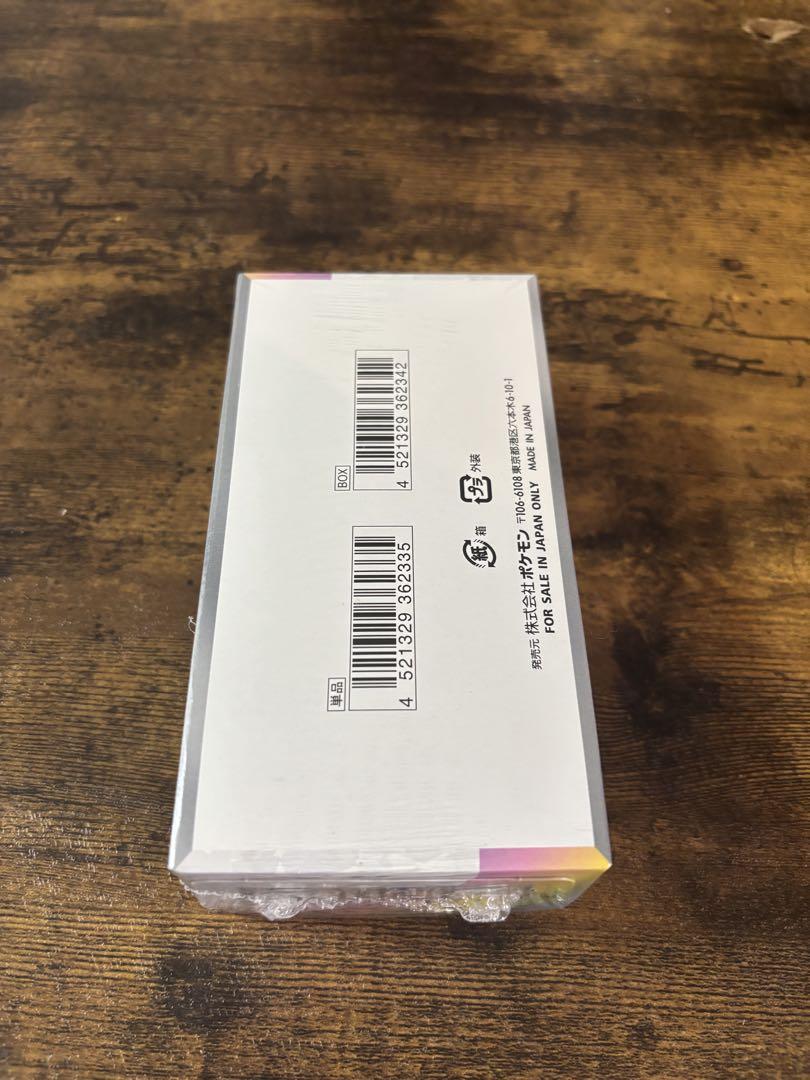 BOX
4 521329 362342
単品
4 521329 362335
プラ 外装
紙 箱
発売元 株式会社ポケモン 〒106-6108 東京都港区六本木6-10-1
FOR SALE IN JAPAN ONLY MADE IN JAPAN